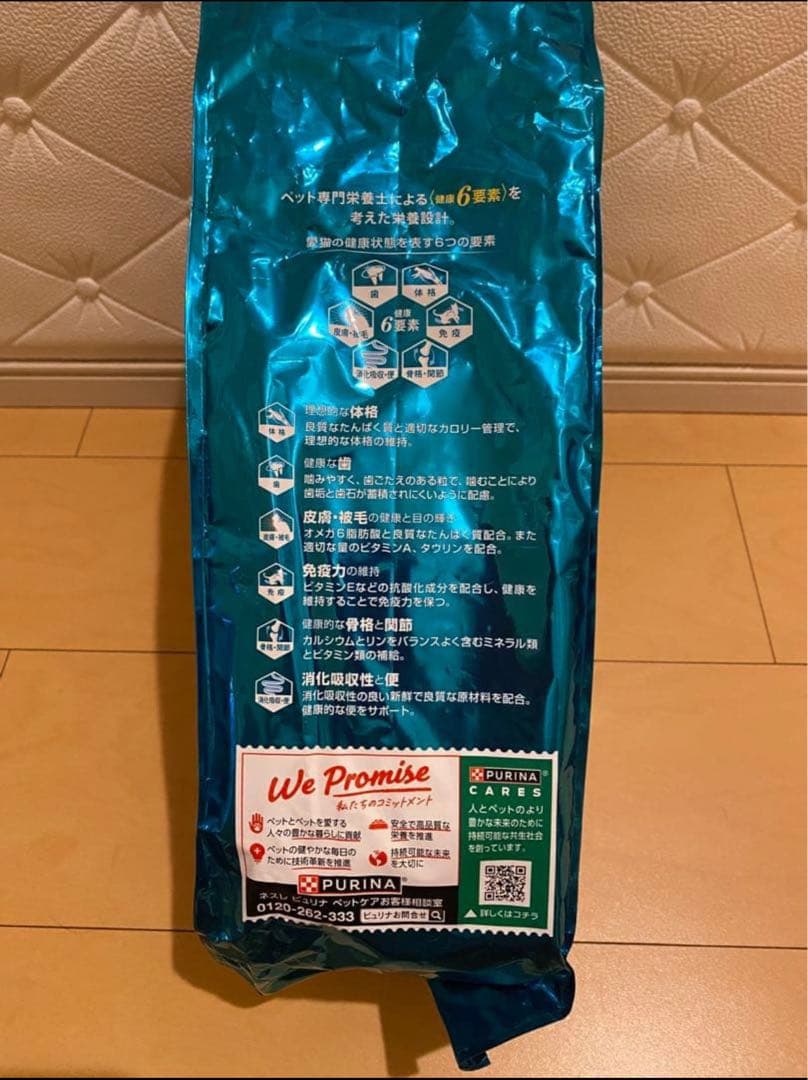 ペット専門栄養士による〈健康6要素〉を
考えた栄養設計。
愛猫の健康状態を表す6つの要素
歯
体格
皮膚・被毛
健康
6要素
免疫
消化吸収・便
骨格・関節
体格
理想的な体格
良質なたんぱく質と適切なカロリー管理で、
理想的な体格の維持。
歯
健康な歯
噛みやすく、歯ごたえのある粒で、噛むことにより
歯垢と歯石が蓄積されにくいように配慮。
皮膚・被毛
皮膚・被毛の健康と目の輝き
オメガ6脂肪酸と良質なたんぱく質配合。また
適切な量のビタミンA、タウリンを配合。
免疫
免疫力の維持
ビタミンEなどの抗酸化成分を配合し、健康を
維持することで免疫力を保つ。
骨格・関節
健康的な骨格と関節
カルシウムとリンをバランスよく含むミネラル類
とビタミン類の補給。
消化吸収・便
消化吸収性と便
消化吸収性の良い新鮮で良質な原材料を配合。
健康的な便をサポート。
We Promise
私たちのコミットメント
ペットとペットを愛する
人々の豊かな暮らしに貢献
安全で高品質な
栄養を推進
ペットの健やかな毎日の
ために技術革新を推進
持続可能な未来
を大切に
PURINA®
ネスレ ピュリナ ペットケアお客様相談室
0120-262-333 ピュリナお問合せ
PURINA®
CARES
人とペットのより
豊かな未来のために
持続可能な共生社会
を創っています。
▲詳しくはコチラ